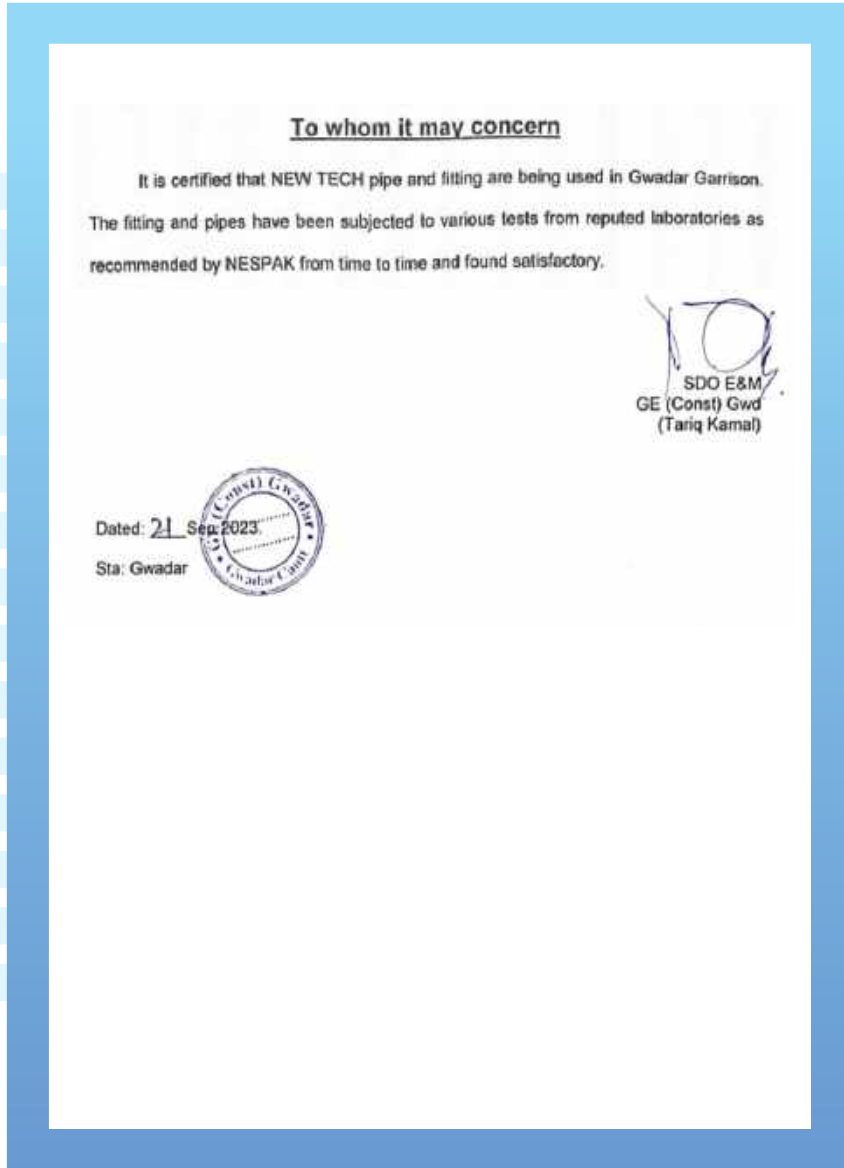 To whom it may concern
It is certified that NEW TECH pipe and fitting are being used in Gwadar Garrison.
The fitting and pipes have been subjected to various tests from reputed laboratories as
recommended by NESPAK from time to time and found satisfactory.
SDO E&M
GE (Const) Gwd
(Tariq Kamal)
Dated: 21 Sep 2023.
Sta: Gwadar
(Const) Gwadar
Gwadar Cantt